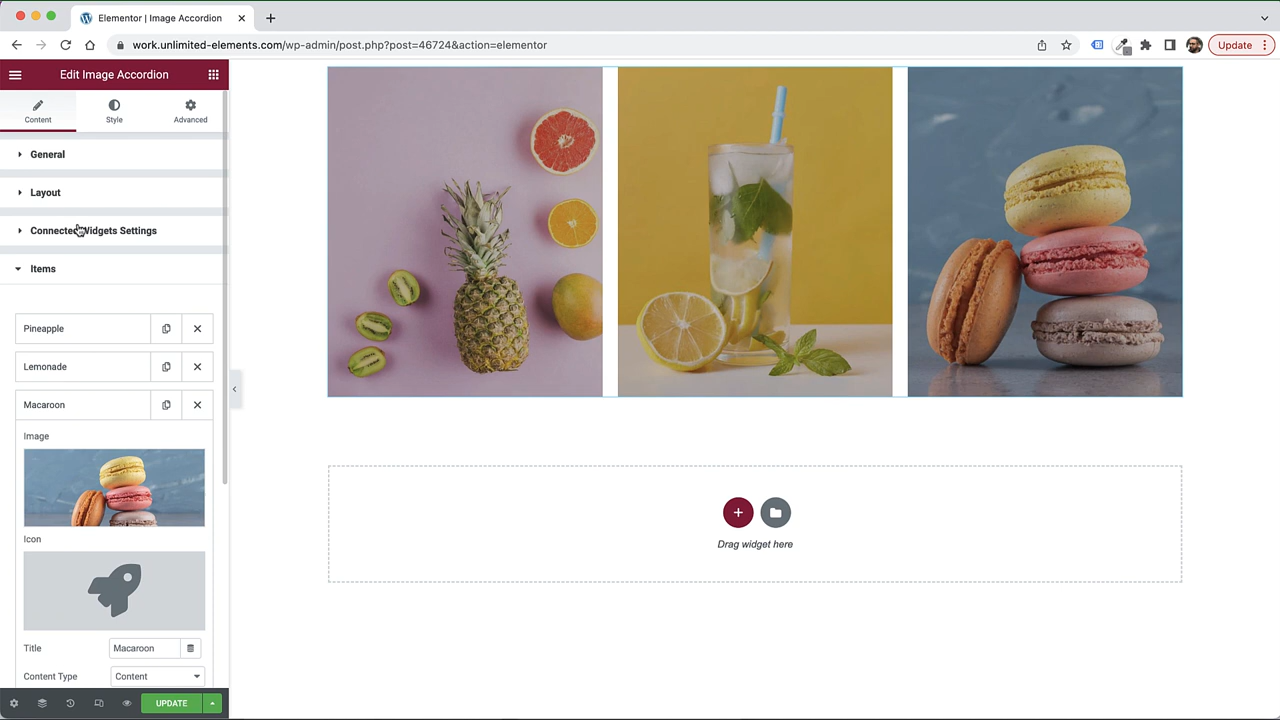 Elementor | Image Accordion
work.unlimited-elements.com/wp-admin/post.php?post=46724&action=elementor
Update
Edit Image Accordion
Content
Style
Advanced
General
Layout
Connected Widgets Settings
Items
Pineapple
Lemonade
Macaroon
Image
Icon
Title
Macaroon
Content Type
Content
UPDATE
Drag widget here